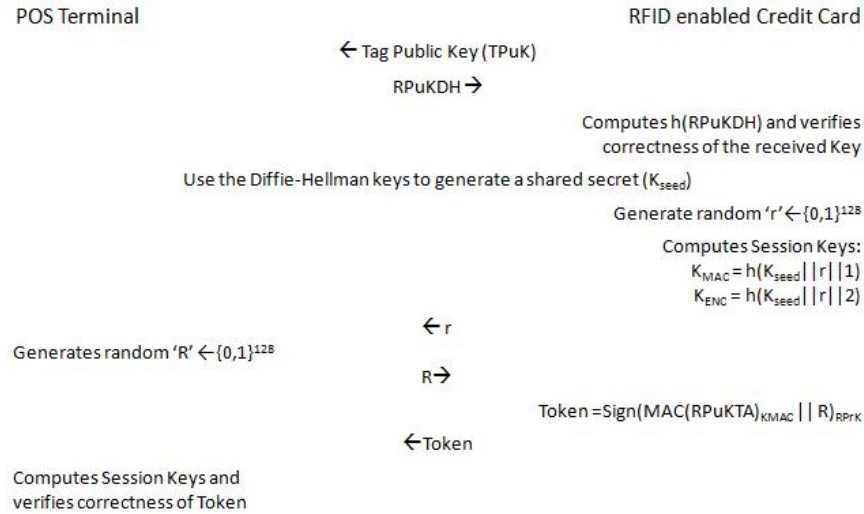 POS Terminal
RFID enabled Credit Card
← Tag Public Key (TPuK)
RPuKDH →
Computes h(RPuKDH) and verifies
correctness of the received Key
Use the Diffie-Hellman keys to generate a shared secret (Kseed)
Generate random ‘r’ ← {0,1}128
Computes Session Keys:
KMAC = h(Kseed||r||1)
KENC = h(Kseed||r||2)
← r
Generates random ‘R’ ← {0,1}128
R →
Token =Sign(MAC(RPuKTA)KMAC || R)RPrK
← Token
Computes Session Keys and
verifies correctness of Token